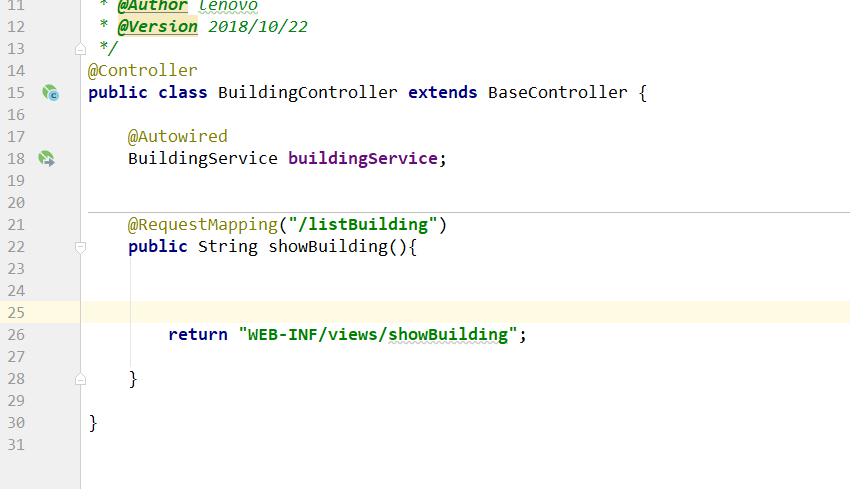 11 * @Author lenovo
12 * @Version 2018/10/22
13 */
14 @Controller
15 public class BuildingController extends BaseController {
16
17 @Autowired
18 BuildingService buildingService;
19
20
21 @RequestMapping("/listBuilding")
22 public String showBuilding(){
23
24
25
26 return "WEB-INF/views/showBuilding";
27
28 }
29
30 }
31